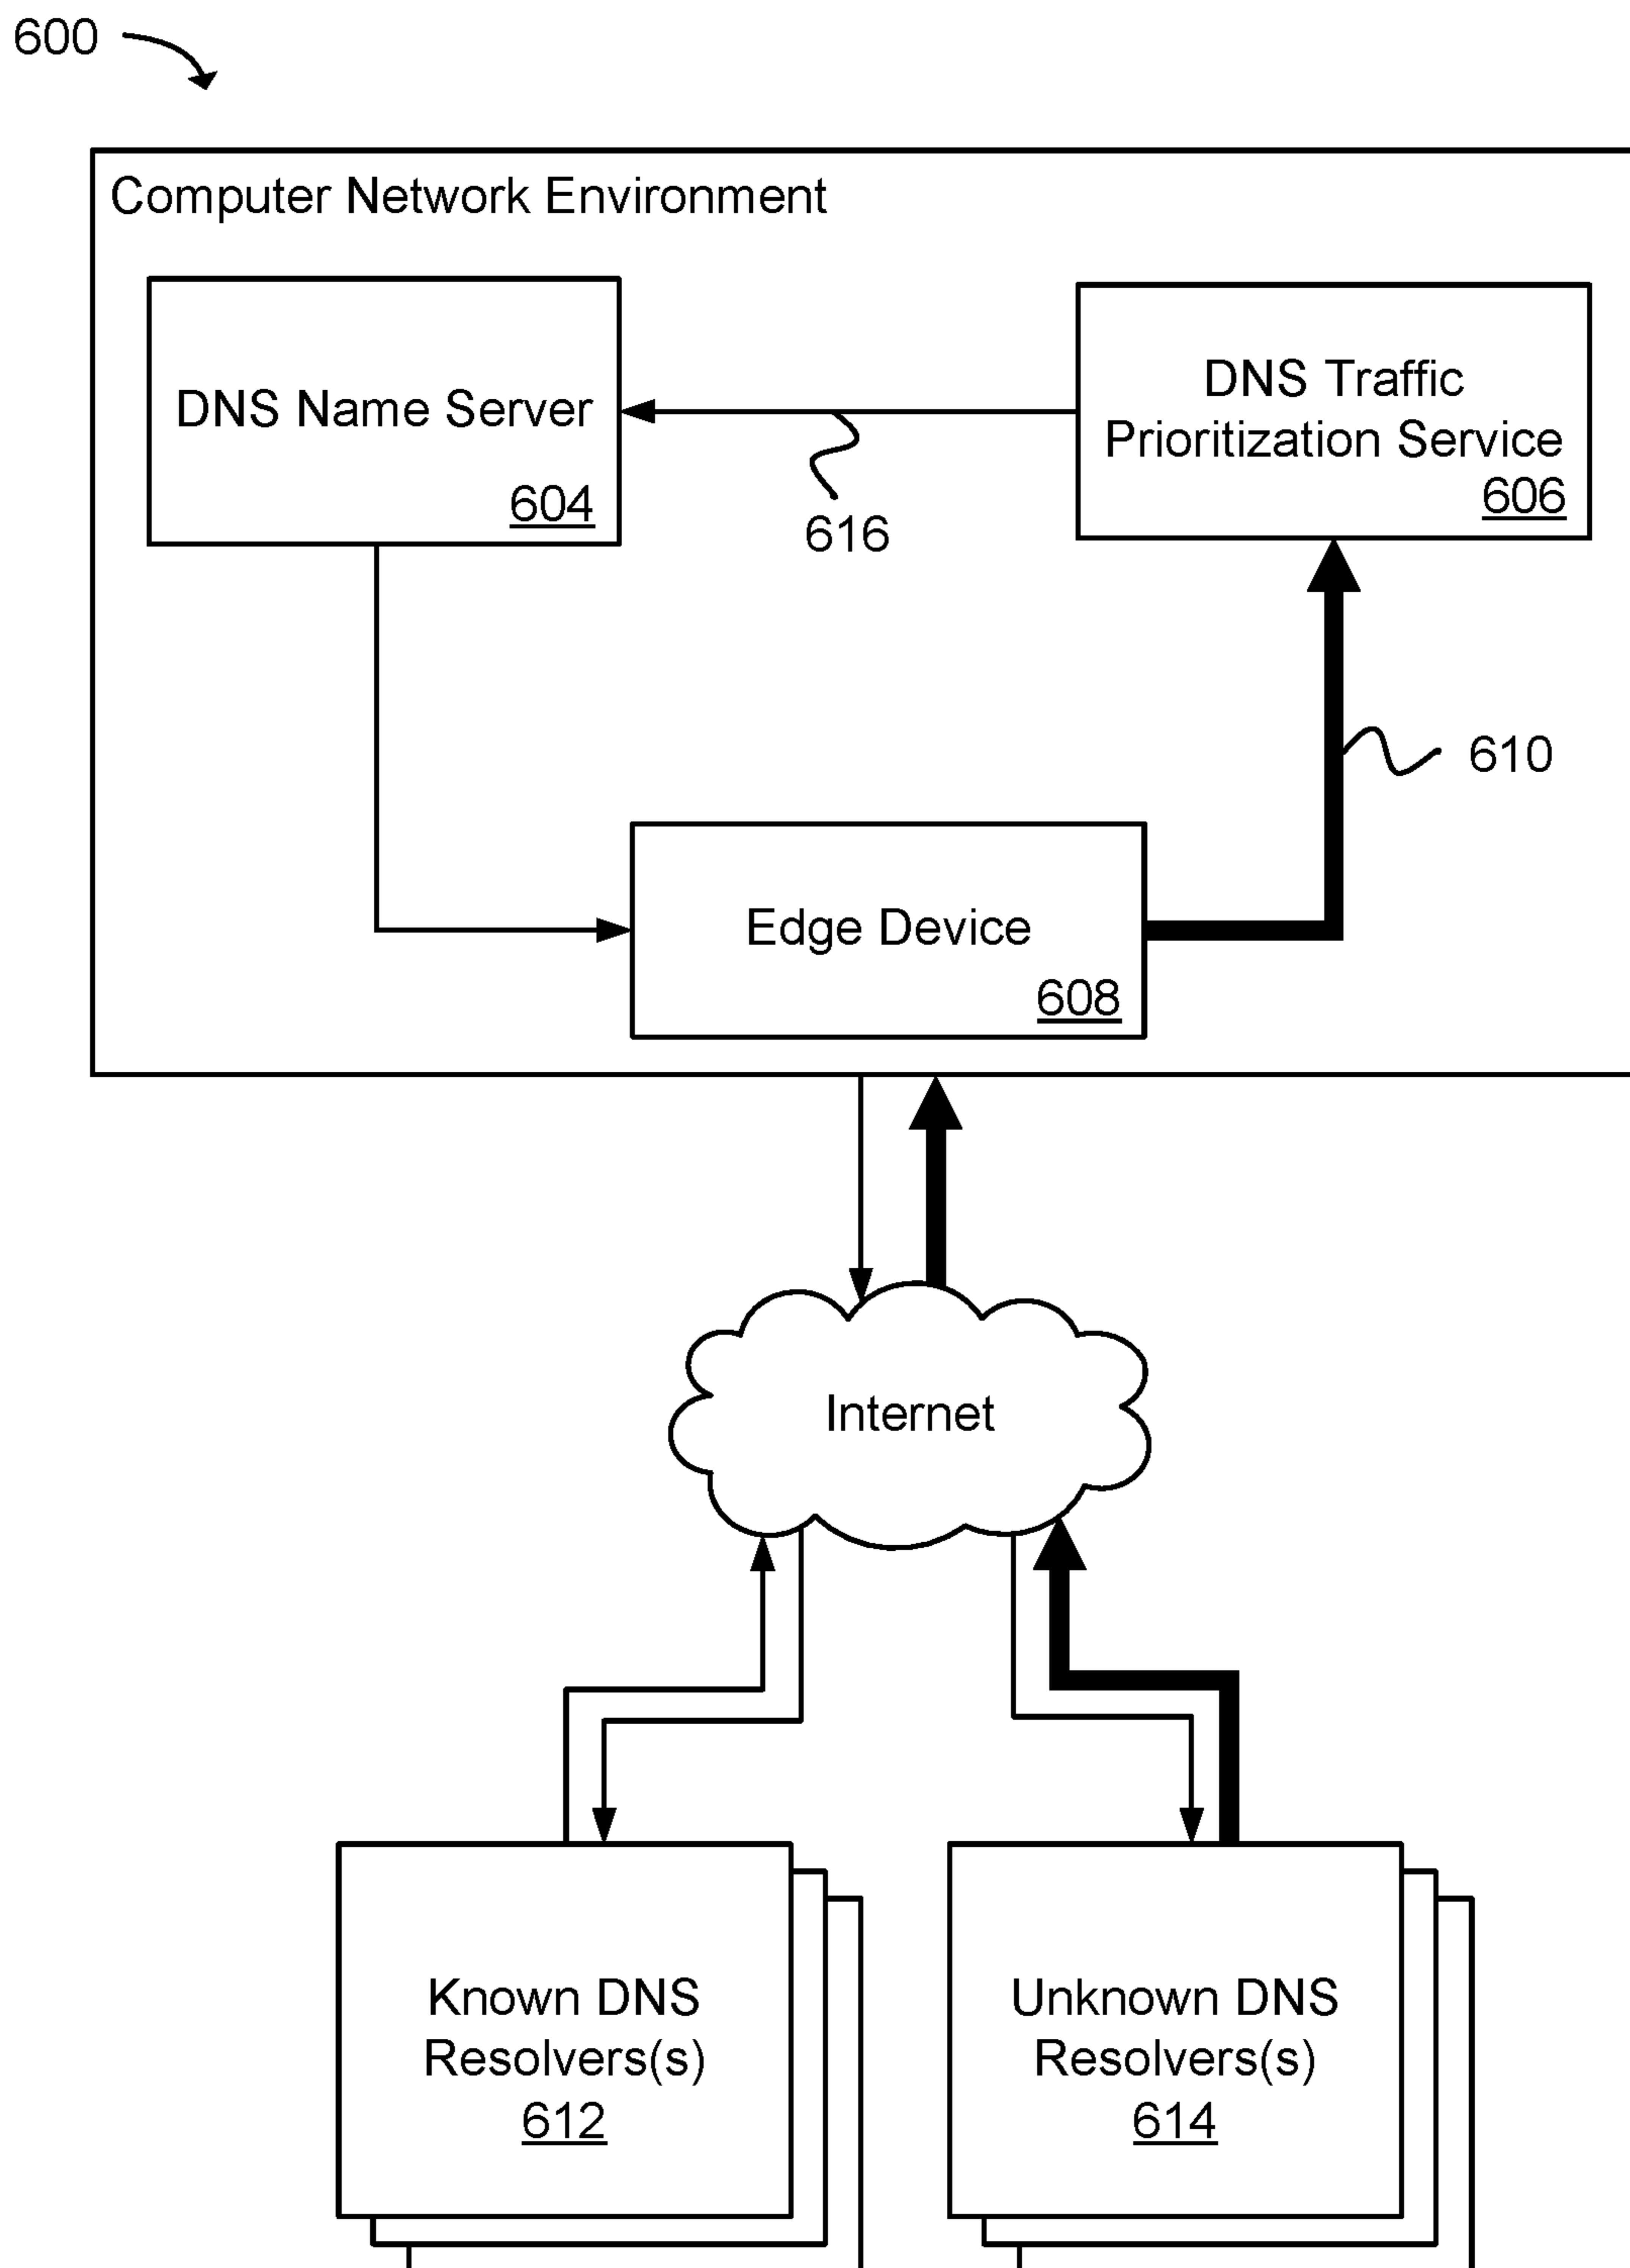 600
Computer Network Environment
DNS Name Server
604
DNS Traffic
Prioritization Service
606
616
610
Edge Device
608
Internet
Known DNS
Resolvers(s)
612
Unknown DNS
Resolvers(s)
614